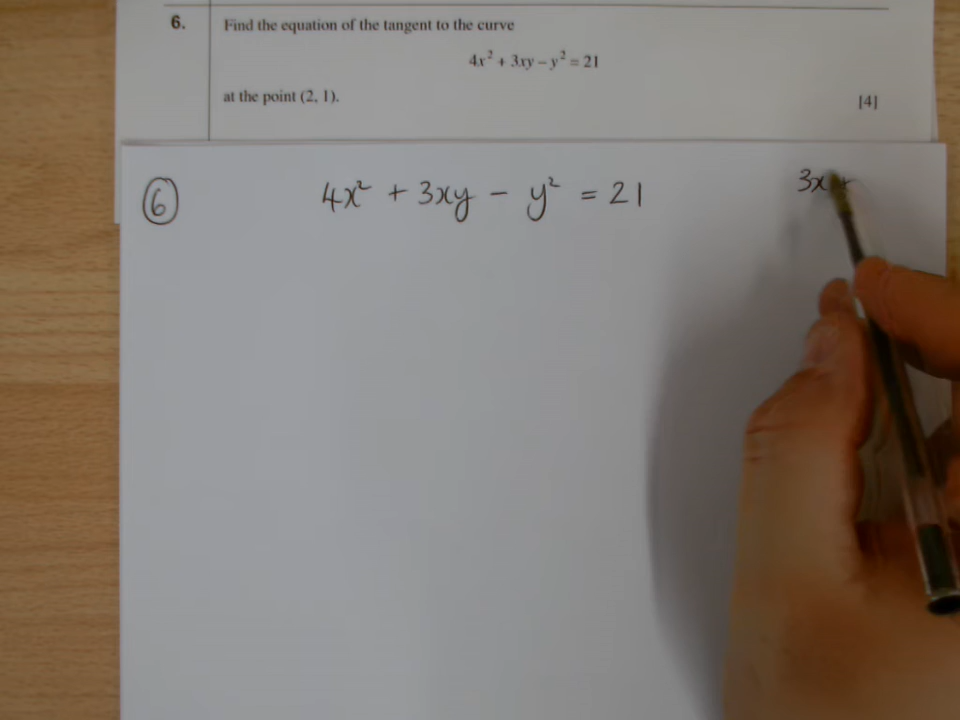 6. Find the equation of the tangent to the curve
4x² + 3xy – y² = 21
at the point (2, 1). [4]
⑥ 4x² + 3xy − y² = 21 3x